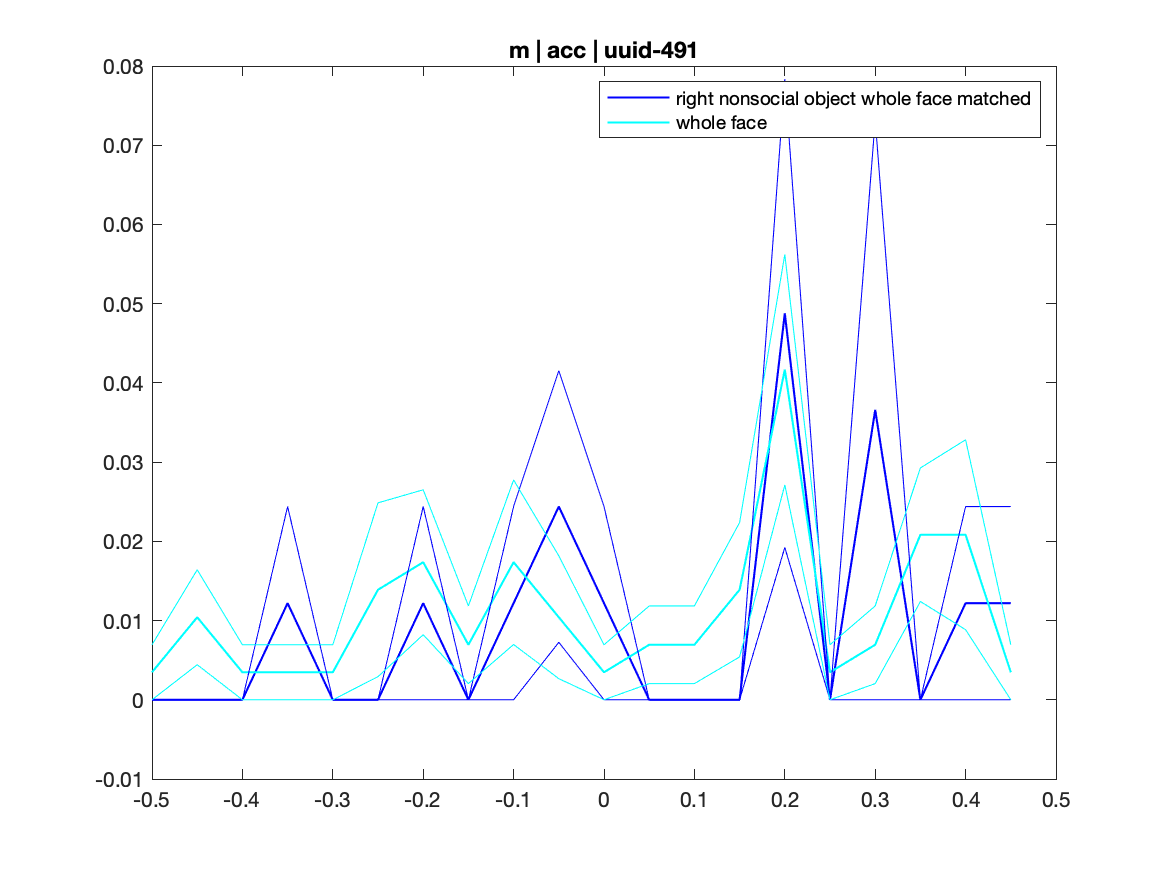 m | acc | uuid-491
right nonsocial object whole face matched
whole face
0.08
0.07
0.06
0.05
0.04
0.03
0.02
0.01
0
-0.01
-0.5 -0.4 -0.3 -0.2 -0.1 0 0.1 0.2 0.3 0.4 0.5